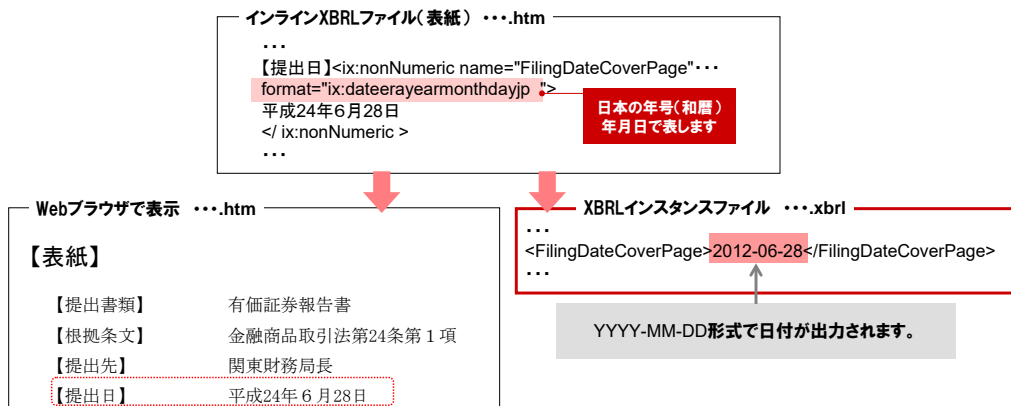 インラインXBRLファイル（表紙） ・・・.htm
・・・
【提出日】<ix:nonNumeric name="FilingDateCoverPage"・・・
format="ix:dateerayearmonthdayjp ">
平成24年6月28日
</ ix:nonNumeric >
・・・
日本の年号（和暦）
年月日で表します
Webブラウザで表示 ・・・.htm
【表紙】
【提出書類】 有価証券報告書
【根拠条文】 金融商品取引法第24条第１項
【提出先】 関東財務局長
【提出日】 平成24年６月28日
XBRLインスタンスファイル ・・・.xbrl
・・・
<FilingDateCoverPage>2012-06-28</FilingDateCoverPage>
・・・
YYYY-MM-DD形式で日付が出力されます。